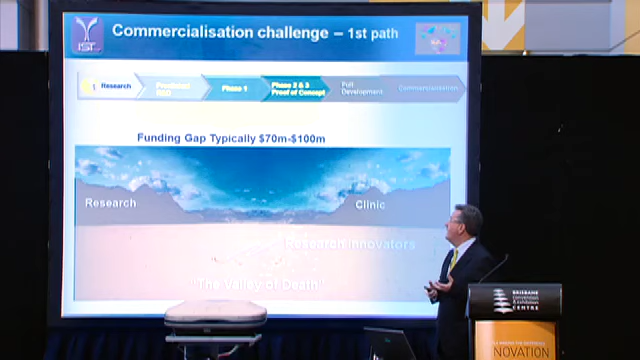 Commercialisation challenge – 1st path
IST
Research
Preclinical
R&D
Phase 1
Phase 2 & 3
Proof of Concept
Full
Development
Commercialisation
Funding Gap Typically $70m-$100m
Research
Clinic
Research Innovators
"The Valley of Death"
BRISBANE
CONVENTION
& EXHIBITION
CENTRE
NOVATION